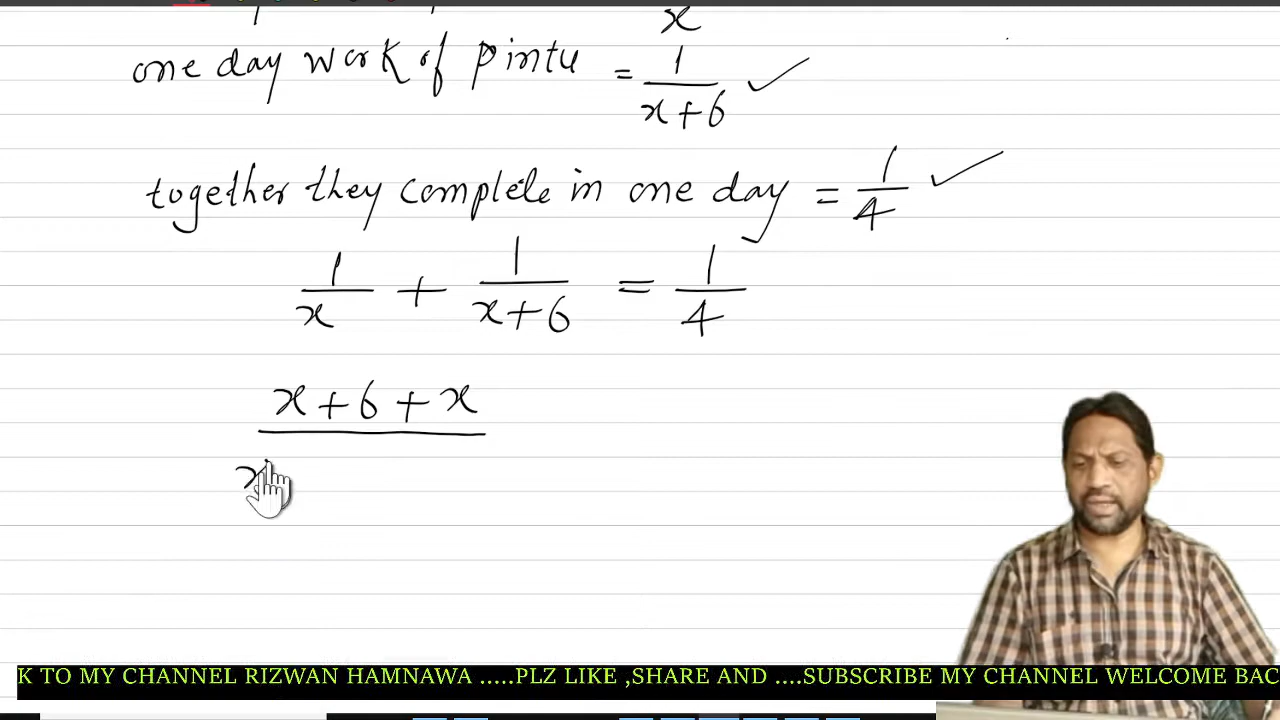 x
one day work of pintu = 1/(x+6) ✓
together they complete in one day = 1/4 ✓
1/x + 1/(x+6) = 1/4
x+6+x
x
K TO MY CHANNEL RIZWAN HAMNAWA .....PLZ LIKE ,SHARE AND ....SUBSCRIBE MY CHANNEL WELCOME BAC